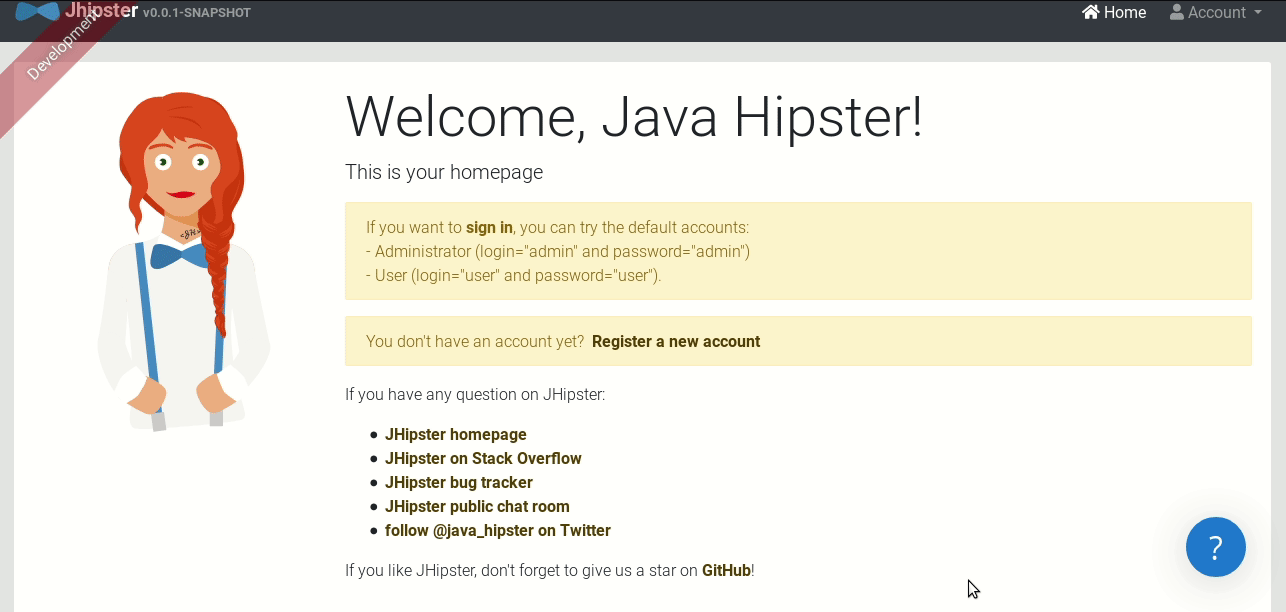 Jhipster v0.0.1-SNAPSHOT
Home
Account
Development
Welcome, Java Hipster!
This is your homepage
If you want to sign in, you can try the default accounts:
- Administrator (login="admin" and password="admin")
- User (login="user" and password="user").
You don't have an account yet? Register a new account
If you have any question on JHipster:
JHipster homepage
JHipster on Stack Overflow
JHipster bug tracker
JHipster public chat room
follow @java_hipster on Twitter
If you like JHipster, don't forget to give us a star on GitHub!
?